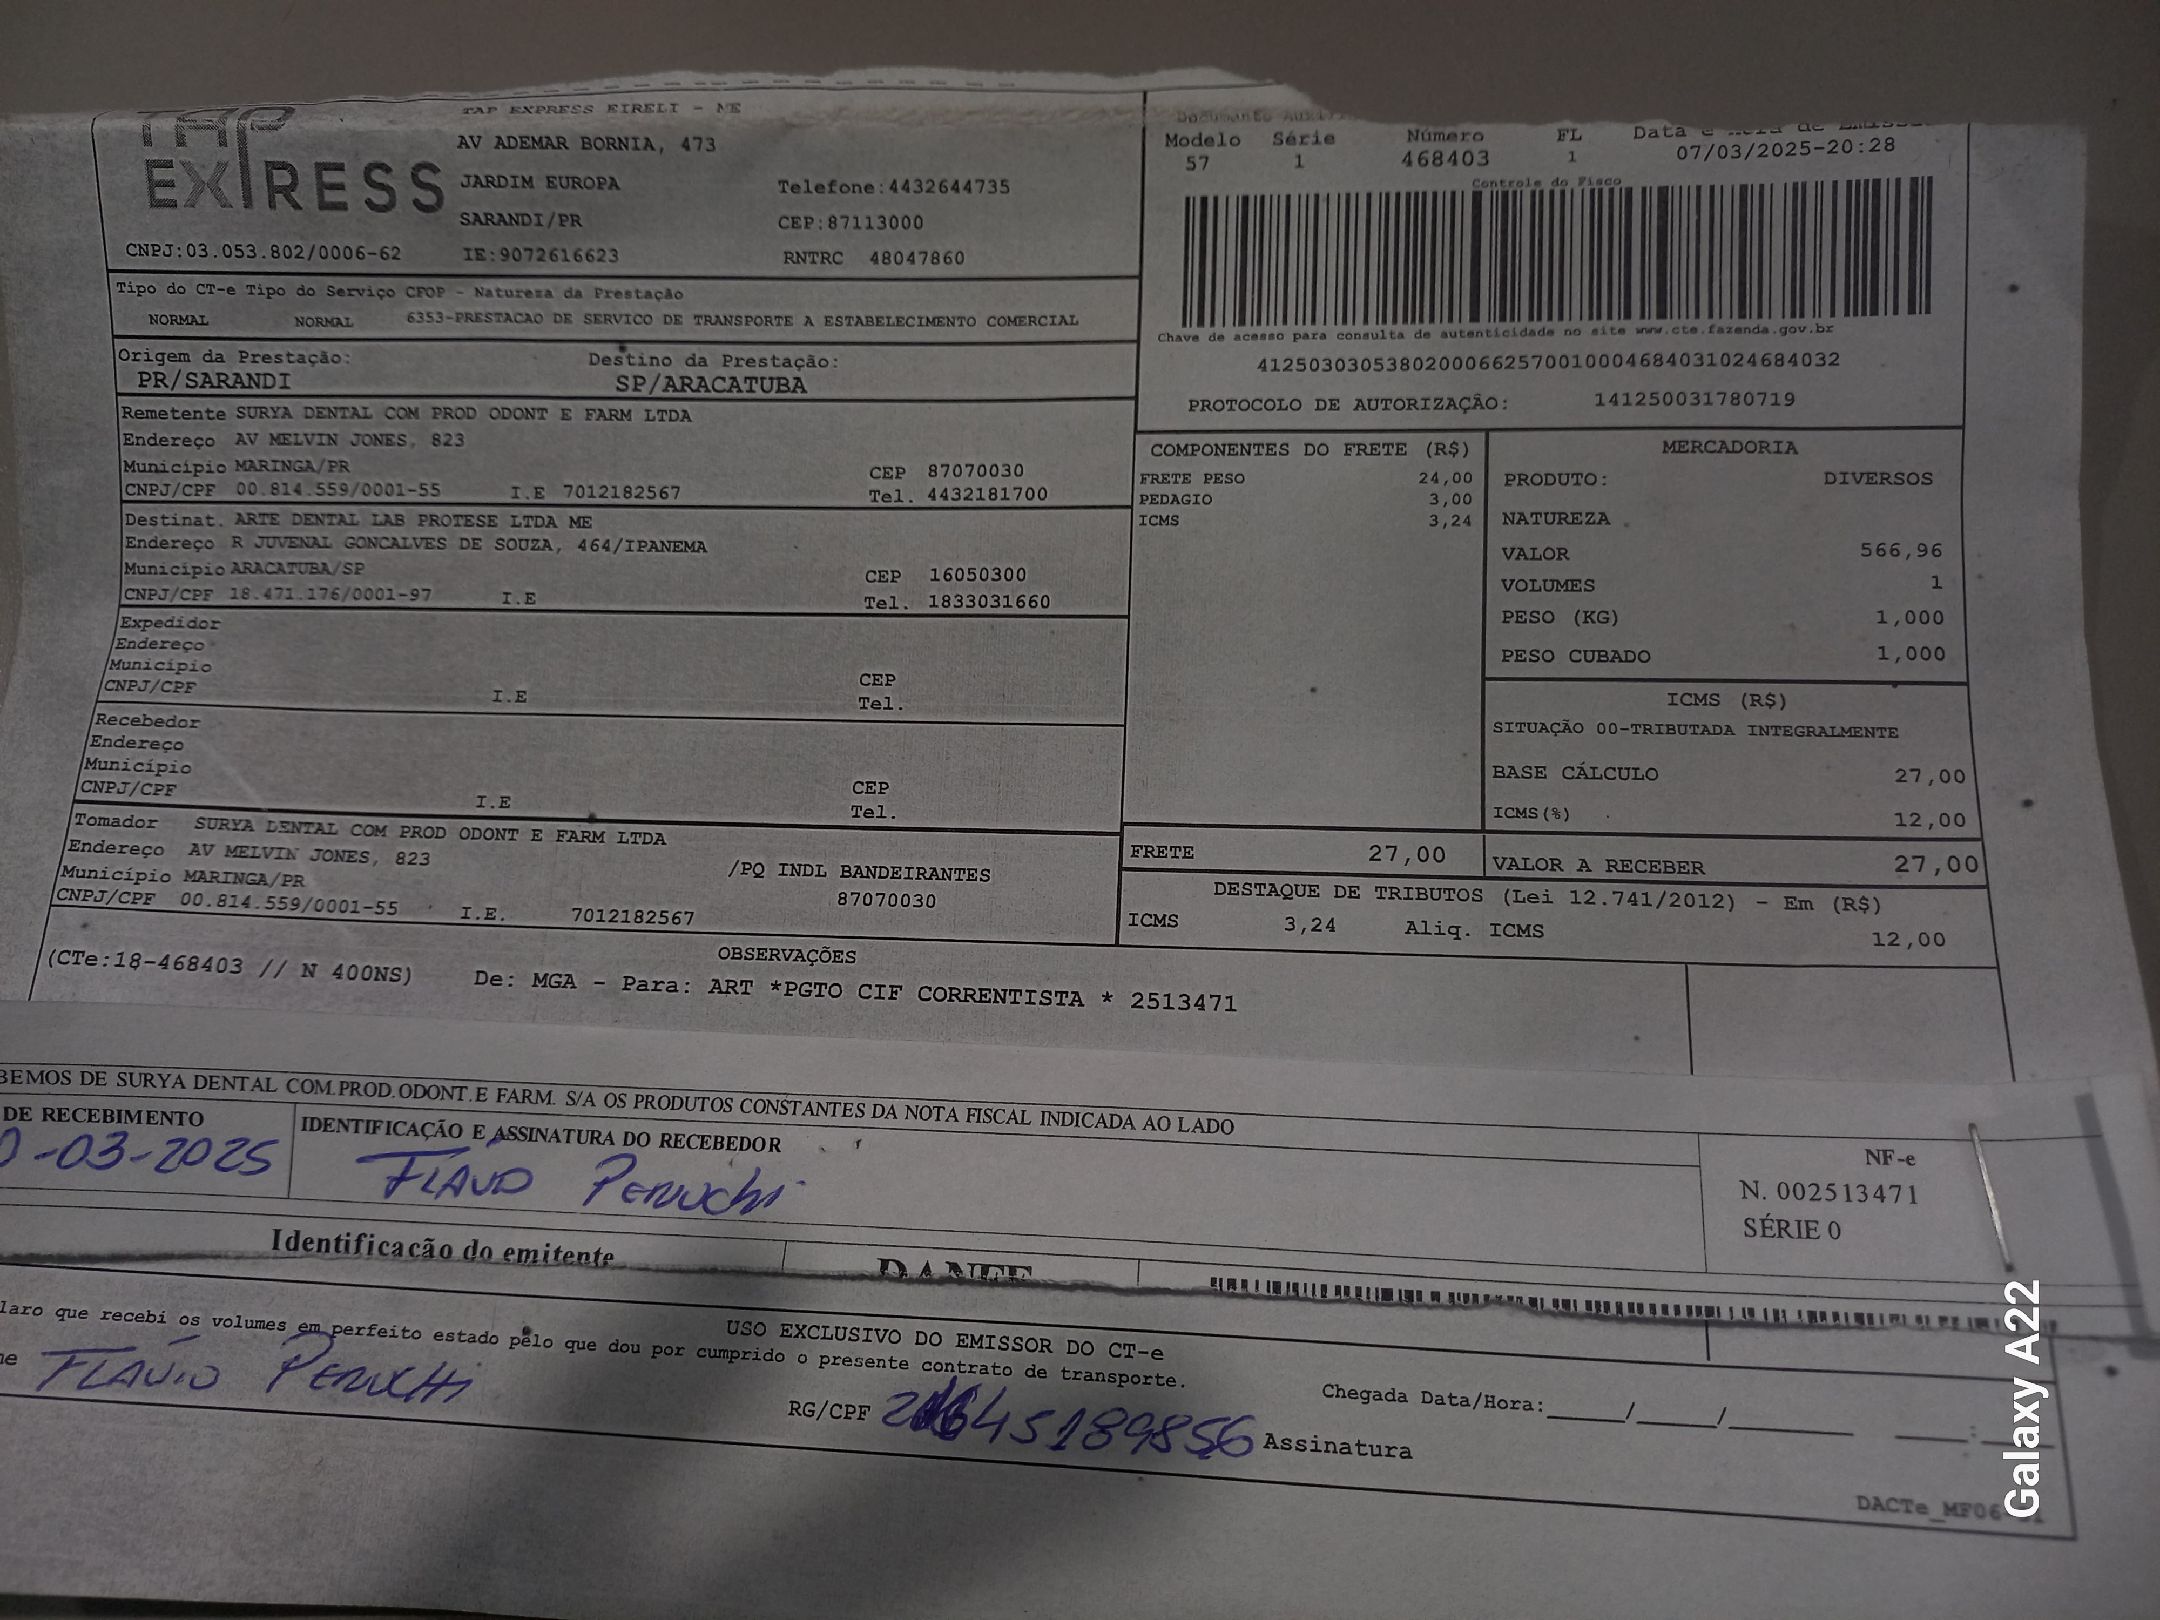 TAP EXPRESS EIRELI - ME
TAP
EXPRESS
AV ADEMAR BORNIA, 473
JARDIM EUROPA Telefone:4432644735
SARANDI/PR CEP:87113000
CNPJ:03.053.802/0006-62 IE:9072616623 RNTRC 48047860
Modelo Série Número FL Data e Hora de
57 1 468403 1 07/03/2025-20:28
Controle do Fisco
Chave de acesso para consulta de autenticidade no site www.cte.fazenda.gov.br
41250303053802000662570010004684031024684032
PROTOCOLO DE AUTORIZAÇÃO: 141250031780719
Tipo do CT-e Tipo do Serviço CFOP - Natureza da Prestação
NORMAL NORMAL 6353-PRESTACAO DE SERVICO DE TRANSPORTE A ESTABELECIMENTO COMERCIAL
Origem da Prestação: Destino da Prestação:
PR/SARANDI SP/ARACATUBA
Remetente SURYA DENTAL COM PROD ODONT E FARM LTDA
Endereço AV MELVIN JONES, 823
Município MARINGA/PR CEP 87070030
CNPJ/CPF 00.814.559/0001-55 I.E 7012182567 Tel. 4432181700
Destinat. ARTE DENTAL LAB PROTESE LTDA ME
Endereço R JUVENAL GONCALVES DE SOUZA, 464/IPANEMA
Município ARACATUBA/SP CEP 16050300
CNPJ/CPF 18.471.176/0001-97 I.E Tel. 1833031660
Expedidor
Endereço
Município CEP
CNPJ/CPF I.E Tel.
Recebedor
Endereço
Município CEP
CNPJ/CPF I.E Tel.
Tomador SURYA DENTAL COM PROD ODONT E FARM LTDA
Endereço AV MELVIN JONES, 823 /PQ INDL BANDEIRANTES
Município MARINGA/PR 87070030
CNPJ/CPF 00.814.559/0001-55 I.E. 7012182567
COMPONENTES DO FRETE (R$)
FRETE PESO 24,00
PEDAGIO 3,00
ICMS 3,24
MERCADORIA
PRODUTO: DIVERSOS
NATUREZA
VALOR 566,96
VOLUMES 1
PESO (KG) 1,000
PESO CUBADO 1,000
ICMS (R$)
SITUAÇÃO 00-TRIBUTADA INTEGRALMENTE
BASE CÁLCULO 27,00
ICMS(%) 12,00
FRETE 27,00 VALOR A RECEBER 27,00
DESTAQUE DE TRIBUTOS (Lei 12.741/2012) - Em (R$)
ICMS 3,24 Aliq. ICMS 12,00
OBSERVAÇÕES
(CTe:18-468403 // N 400NS) De: MGA - Para: ART *PGTO CIF CORRENTISTA * 2513471
BEMOS DE SURYA DENTAL COM.PROD.ODONT.E FARM. S/A OS PRODUTOS CONSTANTES DA NOTA FISCAL INDICADA AO LADO
DE RECEBIMENTO IDENTIFICAÇÃO E ASSINATURA DO RECEBEDOR
0-03-2025 FLÁVIO PERUCHI
NF-e
N. 002513471
SÉRIE 0
Identificação do emitente DANFE
USO EXCLUSIVO DO EMISSOR DO CT-e
laro que recebi os volumes em perfeito estado pelo que dou por cumprido o presente contrato de transporte.
me FLÁVIO PERUCHI RG/CPF Assinatura
Chegada Data/Hora:_____/_____/________ ____:____
DACTe_MF06
Galaxy A22